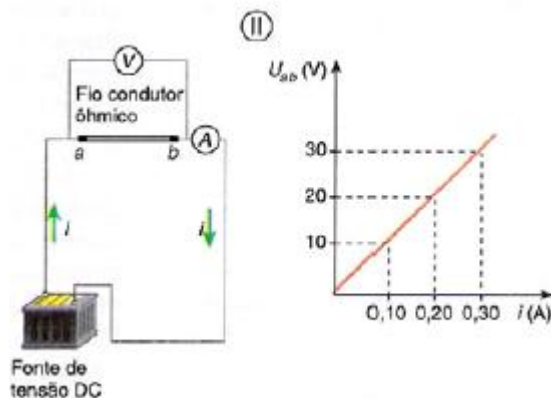 II
V
U_ab (V)
Fio condutor
ôhmico
a
b
A
30
20
10
i
i
0,10 0,20 0,30 i (A)
Fonte de
tensão DC